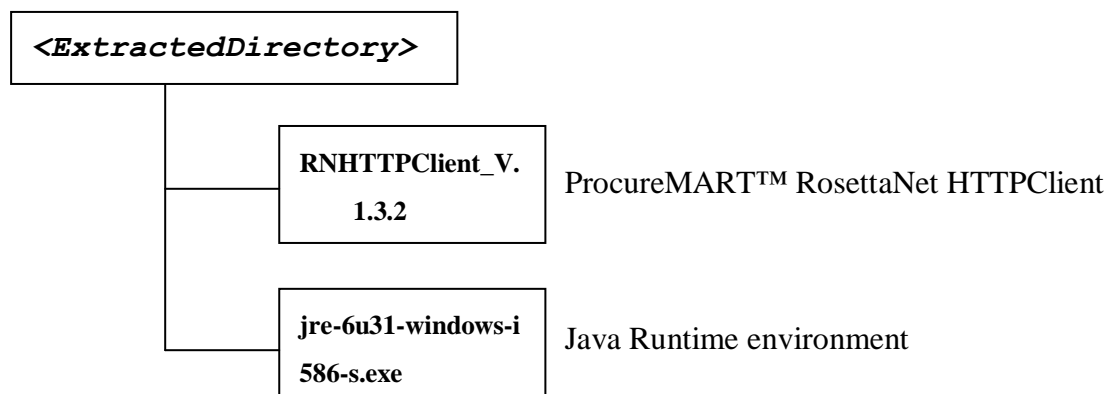 <ExtractedDirectory>
RNHTTPClient_V.
1.3.2
ProcureMART™ RosettaNet HTTPClient
jre-6u31-windows-i
586-s.exe
Java Runtime environment